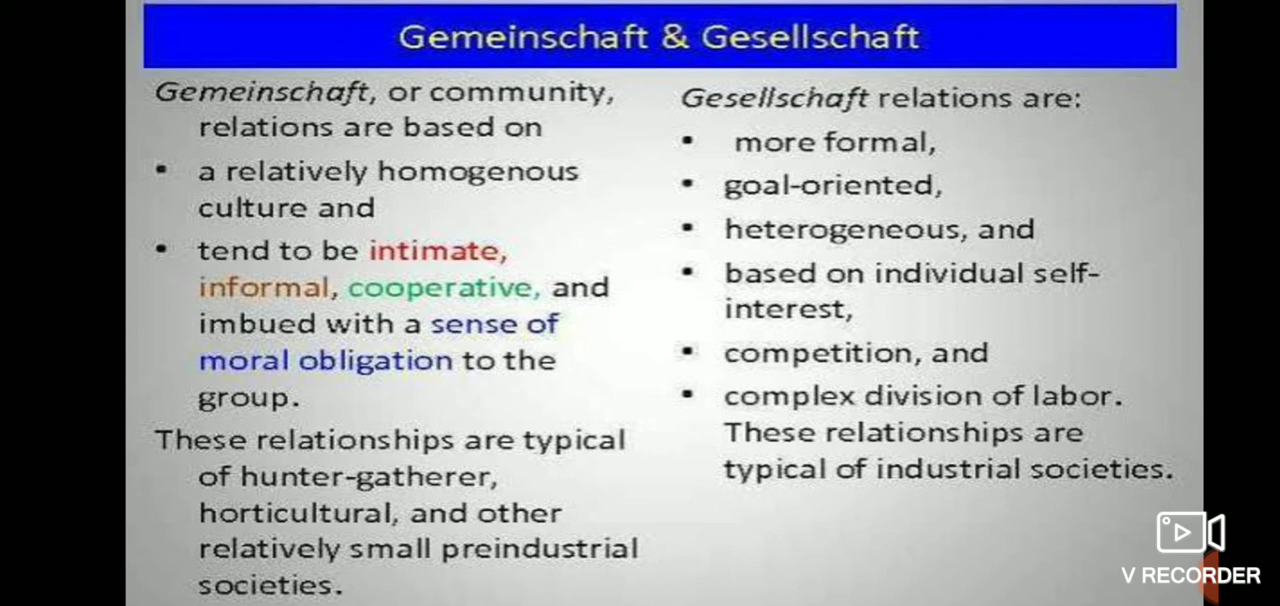 Gemeinschaft & Gesellschaft
Gemeinschaft, or community,
relations are based on
• a relatively homogenous
culture and
• tend to be intimate,
informal, cooperative, and
imbued with a sense of
moral obligation to the
group.
These relationships are typical
of hunter-gatherer,
horticultural, and other
relatively small preindustrial
societies.
Gesellschaft relations are:
• more formal,
• goal-oriented,
• heterogeneous, and
• based on individual self-
interest,
• competition, and
• complex division of labor.
These relationships are
typical of industrial societies.
V RECORDER